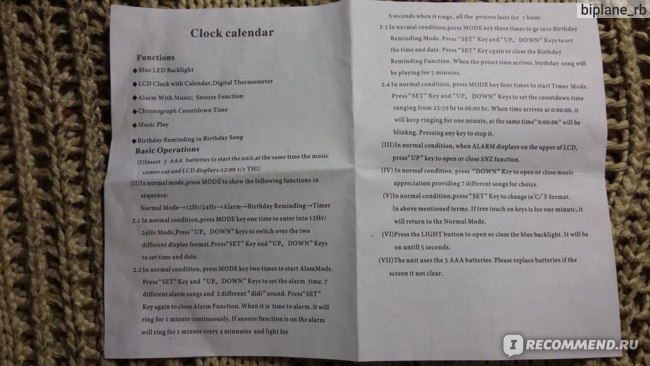 biplane_rb
Clock calendar
Functions
◆Blue LED Backlight
◆LCD Clock with Calendar,Digital Thermometer
◆Alarm With Music; Snooze Function
◆Chronograph Countdown Time
◆Music Play
◆Birthday Reminding in Birthday Song
Basic Operations
(I)Insert 3 AAA batteries to start the unit,at the same time the music
comes out and LCD displays: 12:00 1/1 THU
(II)In normal mode,press MODE to show the following functions in
sequence:
Normal Mode→12Hr/24Hr→Alarm→Birthday Reminding→Timer
2.1 In normal condition,press MODE key one time to enter into 12Hr/
24Hr Mode,Press"UP、DOWN" keys to switch over the two
different display format.Press"SET" Key and "UP、DOWN" Keys
to set time and date.
2.2 In normal condition,press MODE key two times to start AlamMode.
Press "SET" Key and "UP、DOWN" Keys to set the alarm time. 7
different alarm songs and 2 different "didi" sound. Press"SET"
Key again to close Alarm Function. When it is time to alarm. It will
ring for 1 minute continuously, If snooze function is on the alarm
will ring for 1 minute every 4 minnutes and light for
5 seconds when it rings , all the process lasts for 1 hour.
2.3 In normal condition, press MODE key three times to go into Birthday
Reminding Mode. Press"SET" Key and "UP、DOWN" Keys to set
the time and date. Press"SET" Key again to close the Birthday
Reminding Function. When the preset time arrives, birthday song will
be playing for 5 minutes.
2.4 In normal condition, press MODE key four times to start Timer Mode.
Press"SET" Key and"UP、DOWN" Keys to set the countdown time
ranging from 23:59 hr to 00:00 hr. When time arrives at 0:00:00, it
will keep ringing for one minute, at the same time"0:00:00" will be
blinkng. Pressing any key to stop it.
(III)In normal condition, when ALARM displays on the upper of LCD,
press"UP" key to open or close SNZ function.
(IV) In normal condition, press "DOWN" Key to open or close music
appreciation providing 7 different songs for choice.
(V)In normal condition, press"SET" Key to change in℃/℉ format.
In above mentioned terms. If tree touch on keys is for one minutc, it
will return to the Normal Mode.
(VI)Press the LIGHT button to open or close the blue backlight. It will be
on untill 5 seconds.
(VII)The unit uses the 3 AAA batteries. Please replace batteries if the
screen it not clear.
I RECOMMEND.RU